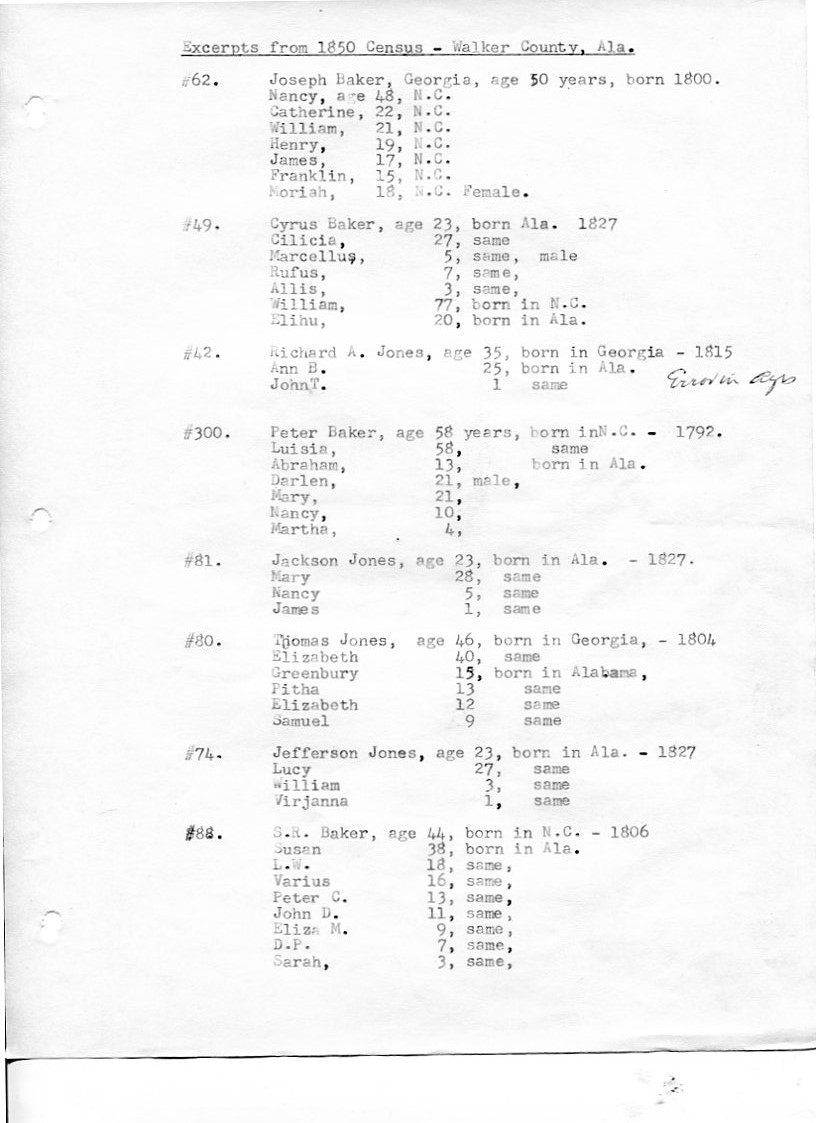 Excerpts from 1850 Census - Walker County, Ala.
#62. Joseph Baker, Georgia, age 50 years, born 1800.
Nancy, age 48, N.C.
Catherine, 22, N.C.
William, 21, N.C.
Henry, 19, N.C.
James, 17, N.C.
Franklin, 15, N.C.
Moriah, 18, N.C. Female.
#49. Cyrus Baker, age 23, born Ala. 1827
Cilicia, 27, same
Marcellus, 5, same, male
Rufus, 7, same,
Allis, 3, same,
William, 77, born in N.C.
Elihu, 20, born in Ala.
#42. Richard A. Jones, age 35, born in Georgia - 1815
Ann B. 25, born in Ala.
John T. 1 same Error in Ages
#300. Peter Baker, age 58 years, born inN.C. - 1792.
Luisia, 58, same
Abraham, 13, born in Ala.
Darlen, 21, male,
Mary, 21,
Nancy, 10,
Martha, 4,
#81. Jackson Jones, age 23, born in Ala. - 1827.
Mary 28, same
Nancy 5, same
James 1, same
#80. Thomas Jones, age 46, born in Georgia, - 1804
Elizabeth 40, same
Greenbury 15, born in Alabama,
Pitha 13 same
Elizabeth 12 same
Samuel 9 same
#74. Jefferson Jones, age 23, born in Ala. - 1827
Lucy 27, same
William 3, same
Virjanna 1, same
#88. S.R. Baker, age 44, born in N.C. - 1806
Susan 38, born in Ala.
L.W. 18, same,
Varius 16, same,
Peter C. 13, same,
John D. 11, same,
Eliza M. 9, same,
D.P. 7, same,
Sarah, 3, same,